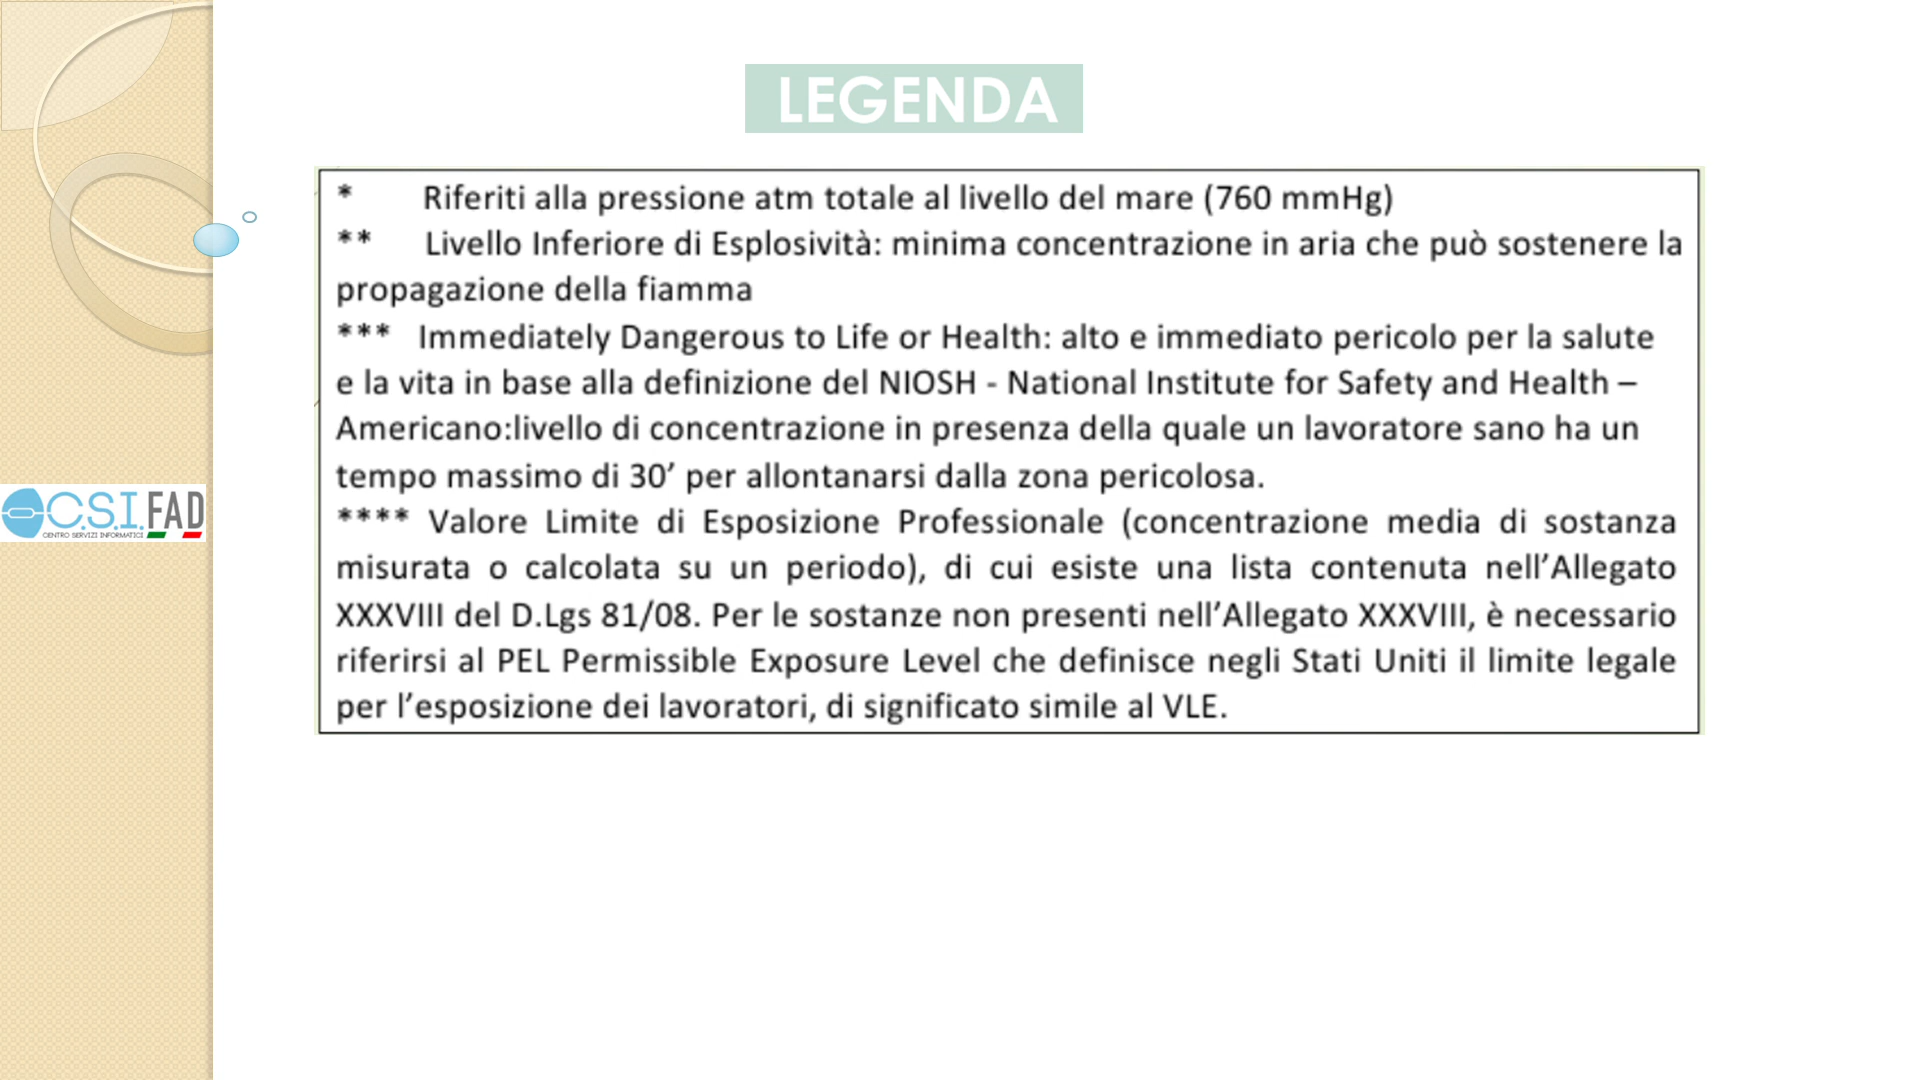 LEGENDA
* Riferiti alla pressione atm totale al livello del mare (760 mmHg)
** Livello Inferiore di Esplosività: minima concentrazione in aria che può sostenere la
propagazione della fiamma
*** Immediately Dangerous to Life or Health: alto e immediato pericolo per la salute
e la vita in base alla definizione del NIOSH - National Institute for Safety and Health –
Americano:livello di concentrazione in presenza della quale un lavoratore sano ha un
tempo massimo di 30’ per allontanarsi dalla zona pericolosa.
**** Valore Limite di Esposizione Professionale (concentrazione media di sostanza
misurata o calcolata su un periodo), di cui esiste una lista contenuta nell’Allegato
XXXVIII del D.Lgs 81/08. Per le sostanze non presenti nell’Allegato XXXVIII, è necessario
riferirsi al PEL Permissible Exposure Level che definisce negli Stati Uniti il limite legale
per l’esposizione dei lavoratori, di significato simile al VLE.
C.S.I.FAD
CENTRO SERVIZI INFORMATICI